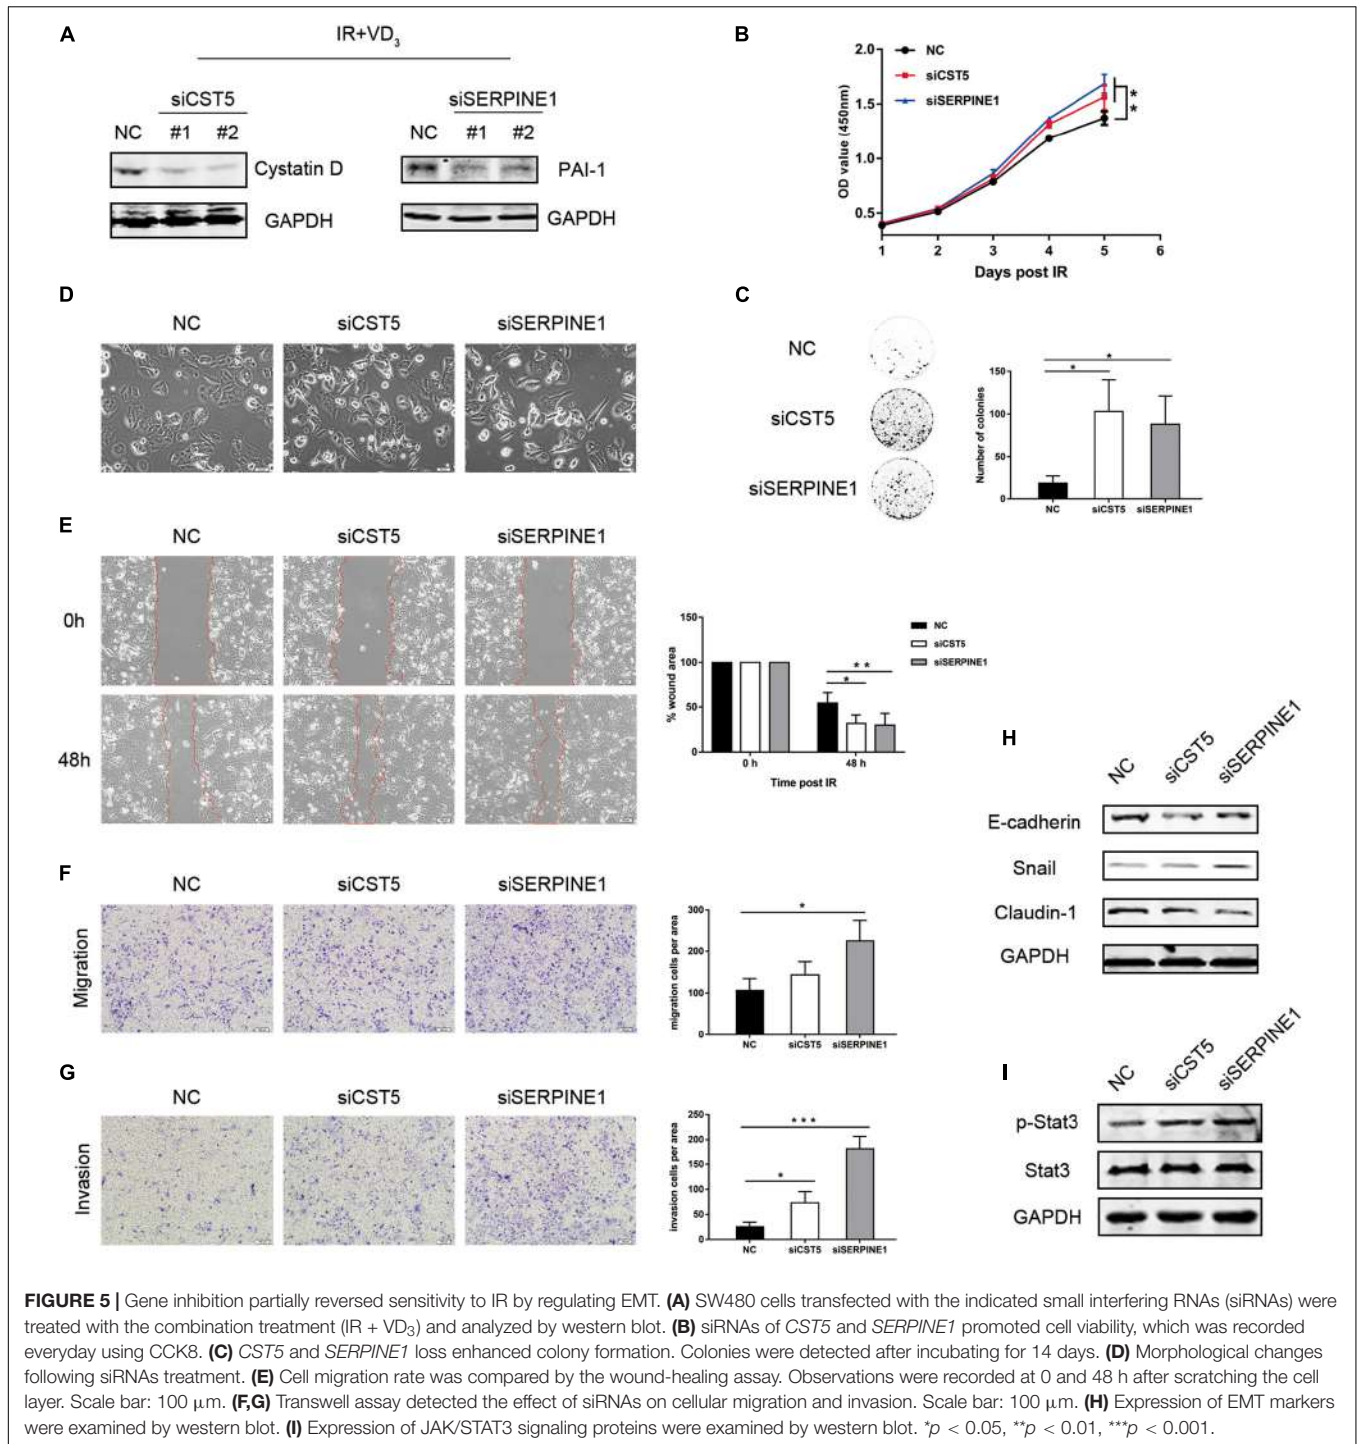 A
IR+VD3
siCST5
siSERPINE1
NC #1 #2
NC #1 #2
Cystatin D
PAI-1
GAPDH
GAPDH
B
NC
siCST5
siSERPINE1
2.0
1.5
1.0
0.5
OD value (450nm)
1 2 3 4 5 6
Days post IR
* *
D
NC siCST5 siSERPINE1
C
NC
siCST5
siSERPINE1
Number of colonies
150
100
50
0
* *
NC siCST5 siSERPINE1
E
NC siCST5 siSERPINE1
0h
48h
% wound area
150
100
50
0
NC
siCST5
siSERPINE1
* *
*
0 h 48 h
Time post IR
F
NC siCST5 siSERPINE1
Migration
migration cells per area
300
200
100
0
*
NC siCST5 siSERPINE1
G
NC siCST5 siSERPINE1
Invasion
invasion cells per area
250
200
150
100
50
0
* * *
*
NC siCST5 siSERPINE1
H
NC siCST5 siSERPINE1
E-cadherin
Snail
Claudin-1
GAPDH
I
NC siCST5 siSERPINE1
p-Stat3
Stat3
GAPDH
FIGURE 5 | Gene inhibition partially reversed sensitivity to IR by regulating EMT. (A) SW480 cells transfected with the indicated small interfering RNAs (siRNAs) were
treated with the combination treatment (IR + VD3) and analyzed by western blot. (B) siRNAs of CST5 and SERPINE1 promoted cell viability, which was recorded
everyday using CCK8. (C) CST5 and SERPINE1 loss enhanced colony formation. Colonies were detected after incubating for 14 days. (D) Morphological changes
following siRNAs treatment. (E) Cell migration rate was compared by the wound-healing assay. Observations were recorded at 0 and 48 h after scratching the cell
layer. Scale bar: 100 μm. (F,G) Transwell assay detected the effect of siRNAs on cellular migration and invasion. Scale bar: 100 μm. (H) Expression of EMT markers
were examined by western blot. (I) Expression of JAK/STAT3 signaling proteins were examined by western blot. *p < 0.05, **p < 0.01, ***p < 0.001.